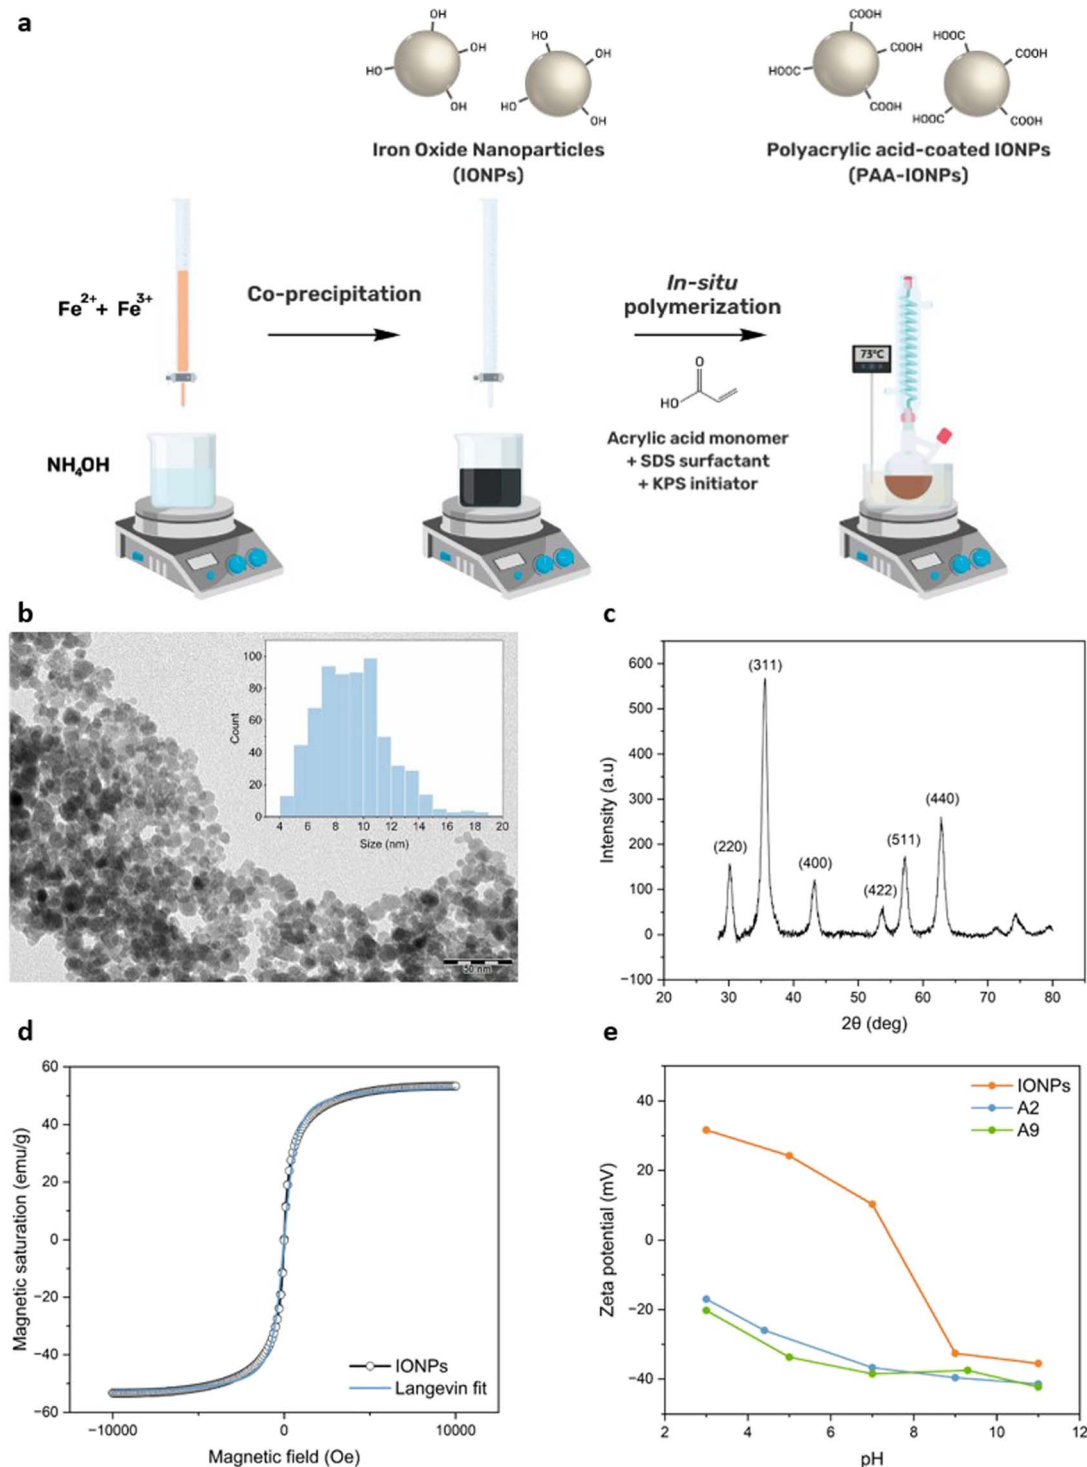 a
OH
OH
HO
OH
HO
OH
HO
OH
COOH
COOH
HOOC
COOH
HOOC
COOH
HOOC
COOH
Iron Oxide Nanoparticles
(IONPs)
Polyacrylic acid-coated IONPs
(PAA-IONPs)
Fe2+ + Fe3+
Co-precipitation
In-situ
polymerization
73°C
O
HO
NH4OH
Acrylic acid monomer
+ SDS surfactant
+ KPS initiator
b
100
80
60
40
20
0
Count
4 6 8 10 12 14 16 18 20
Size (nm)
50 nm
c
600
500
400
300
200
100
0
−100
Intensity (a.u)
(220)
(311)
(400)
(422)
(511)
(440)
20 30 40 50 60 70 80
2θ (deg)
d
60
40
20
0
−20
−40
−60
Magnetic saturation (emu/g)
IONPs
Langevin fit
−10000 0 10000
Magnetic field (Oe)
e
40
20
0
−20
−40
Zeta potential (mV)
IONPs
A2
A9
2 4 6 8 10 12
pH